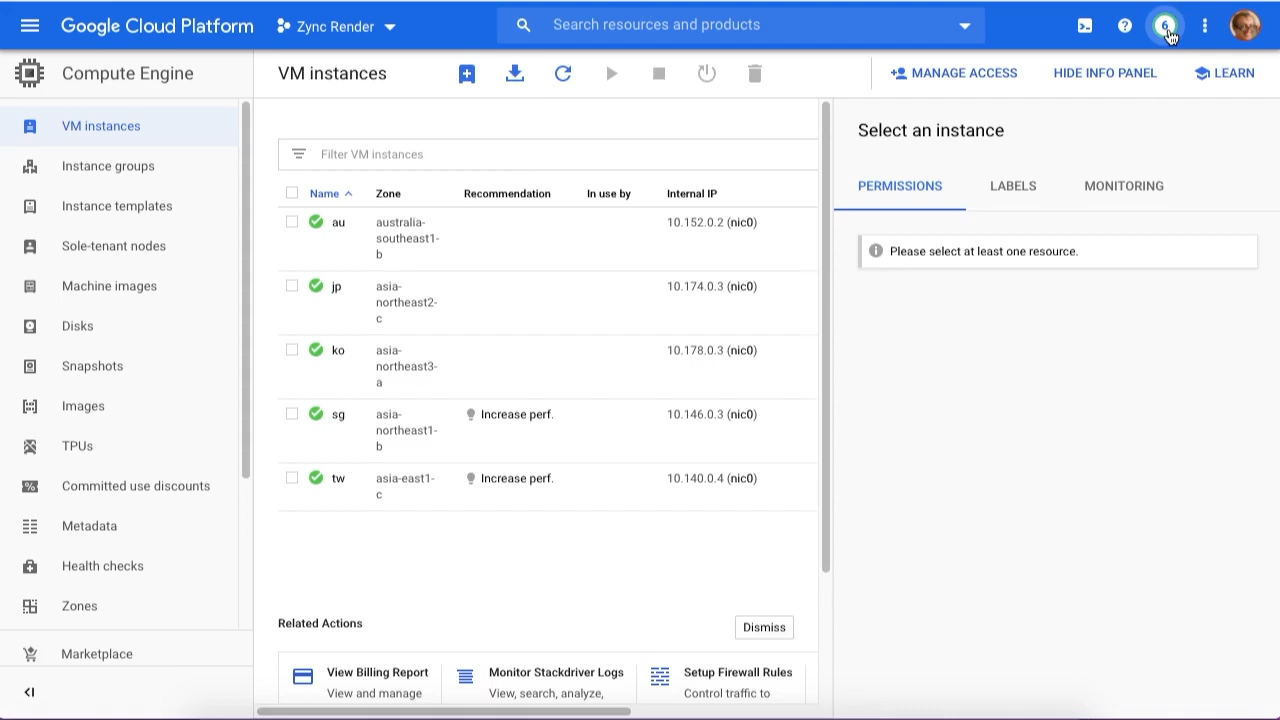 Google Cloud Platform
Zync Render
Search resources and products
6
Compute Engine
VM instances
MANAGE ACCESS
HIDE INFO PANEL
LEARN
VM instances
Instance groups
Instance templates
Sole-tenant nodes
Machine images
Disks
Snapshots
Images
TPUs
Committed use discounts
Metadata
Health checks
Zones
Marketplace
Filter VM instances
Name Zone Recommendation In use by Internal IP
au australia-southeast1-b 10.152.0.2 (nic0)
jp asia-northeast2-c 10.174.0.3 (nic0)
ko asia-northeast3-a 10.178.0.3 (nic0)
sg asia-northeast1-b Increase perf. 10.146.0.3 (nic0)
tw asia-east1-c Increase perf. 10.140.0.4 (nic0)
Related Actions
Dismiss
View Billing Report
View and manage
Monitor Stackdriver Logs
View, search, analyze,
Setup Firewall Rules
Control traffic to
Select an instance
PERMISSIONS LABELS MONITORING
Please select at least one resource.